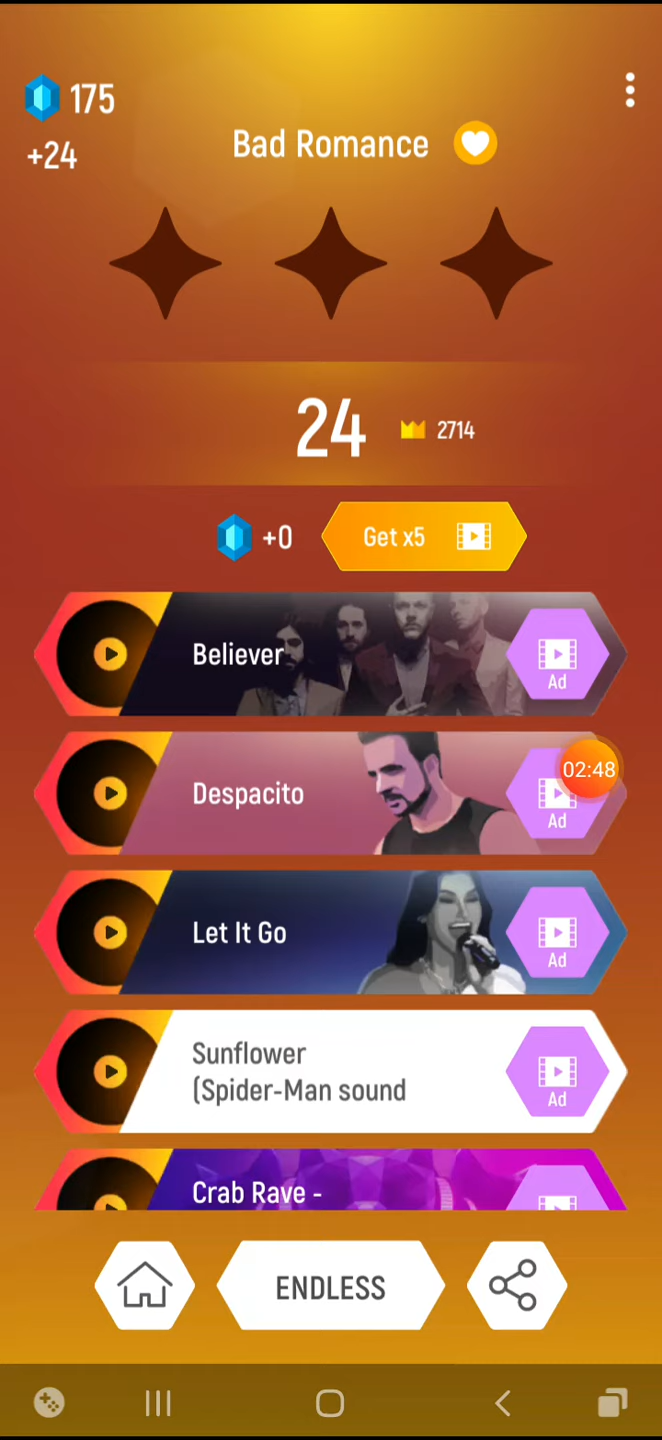 175
+24
Bad Romance
24
2714
+0
Get x5
Believer
Ad
Despacito
02:48
Ad
Let It Go
Ad
Sunflower
(Spider-Man sound
Ad
Crab Rave -
ENDLESS